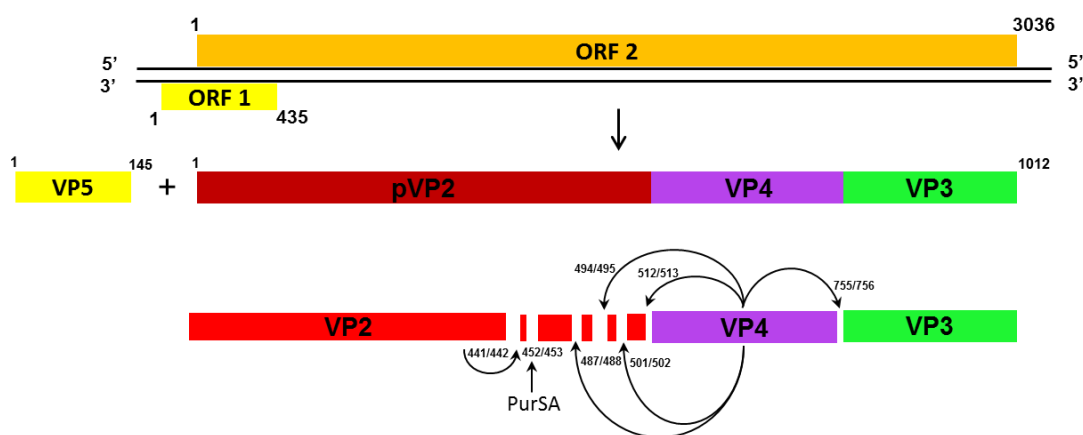 1 3036
ORF 2
5’ 5’
3’ 3’
ORF 1
1 435
1 145 1 1012
VP5 + pVP2 VP4 VP3
494/495 512/513 755/756
VP2 VP4 VP3
441/442 452/453 487/488 501/502
PurSA